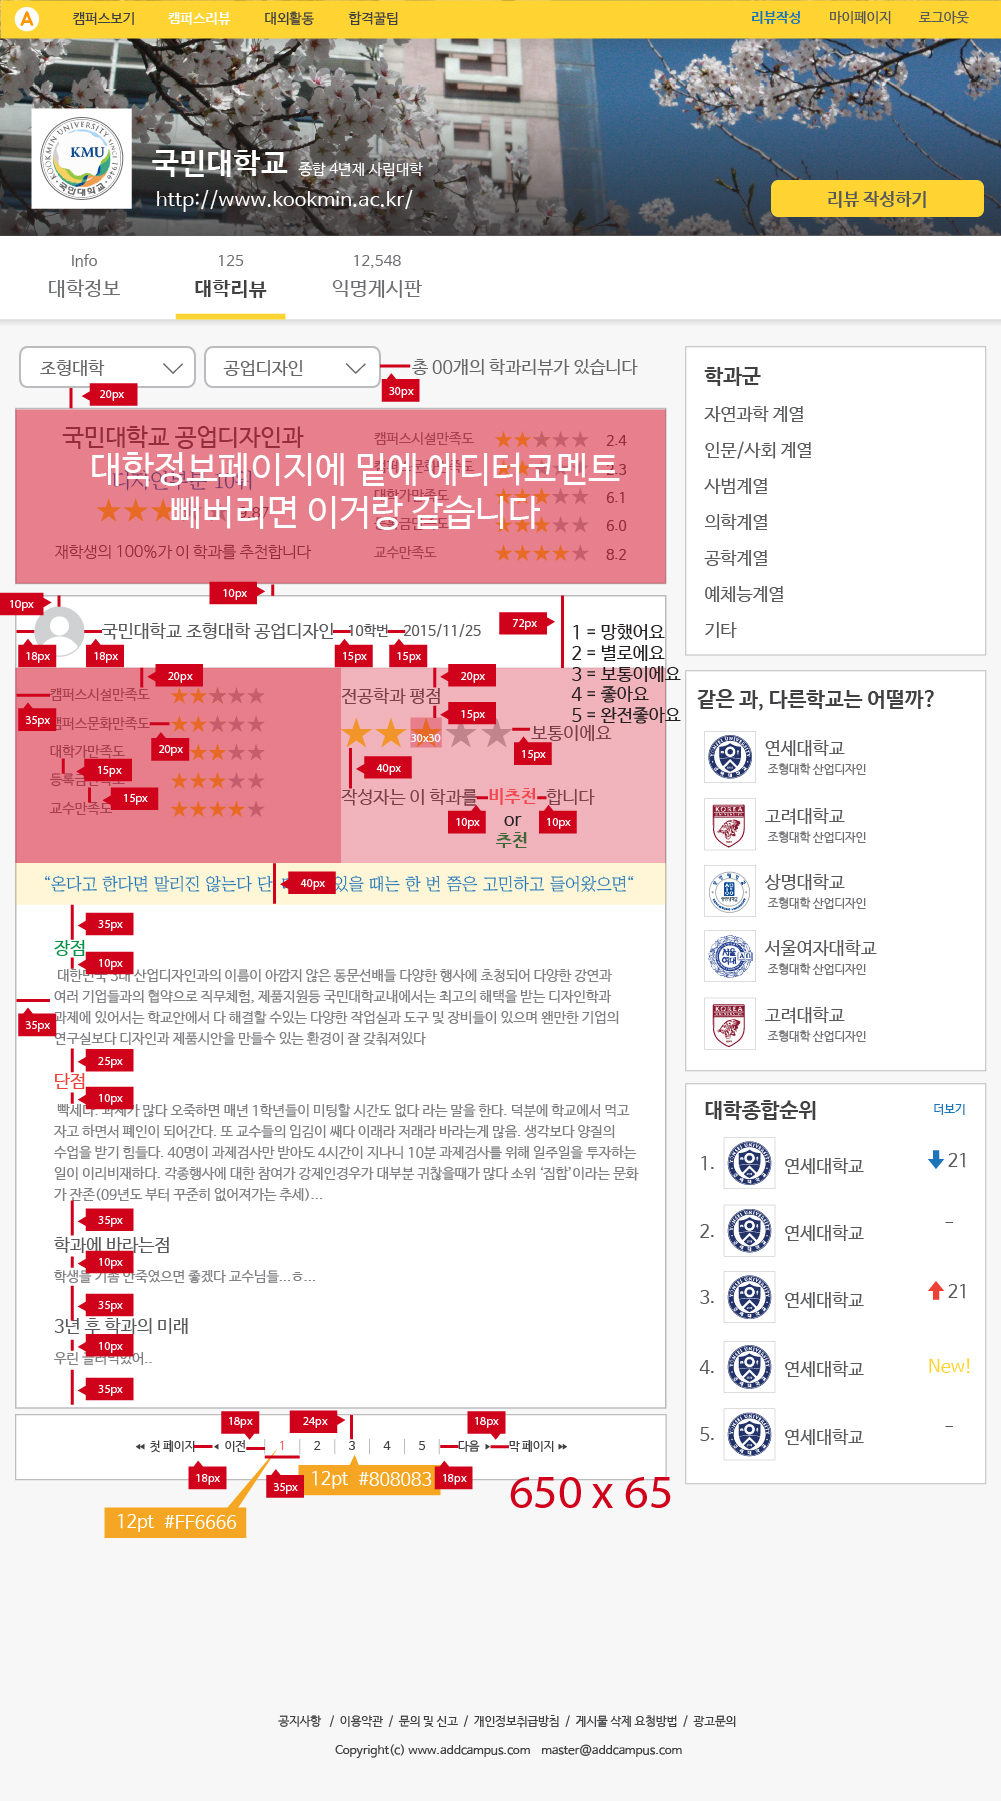 A 캠퍼스보기 캠퍼스리뷰 대외활동 합격꿀팁 리뷰작성 마이페이지 로그아웃
KOOKMIN UNIVERSITY SINCE 1946
KMU
국민대학교
국민대학교 종합 4년제 사립대학
http://www.kookmin.ac.kr/
리뷰 작성하기
Info 125 12,548
대학정보 대학리뷰 익명게시판
조형대학 공업디자인 총 00개의 학과리뷰가 있습니다
30px
20px
국민대학교 공업디자인과
디자인부분 10위
9.87
재학생의 100%가 이 학과를 추천합니다
캠퍼스시설만족도 2.4
캠퍼스문화만족도 2.3
대학가만족도 6.1
등록금만족도 6.0
교수만족도 8.2
대학정보페이지에 밑에 에디터코멘트
빼버리면 이거랑 같습니다
10px
10px
72px
국민대학교 조형대학 공업디자인 10학번 2015/11/25
18px 18px 15px 15px
1 = 망했어요
2 = 별로에요
3 = 보통이에요
4 = 좋아요
5 = 완전좋아요
20px 20px
캠퍼스시설만족도
35px
캠퍼스문화만족도
20px
대학가만족도
15px
등록금만족도
15px
교수만족도
전공학과 평점
15px
30x30
보통이에요
15px
40px
작성자는 이 학과를 비추천 합니다
10px or 10px
추천
“온다고 한다면 말리진 않는다 단 있을 때는 한 번 쯤은 고민하고 들어왔으면“
40px
35px
장점
10px
대한민국 3대 산업디자인과의 이름이 아깝지 않은 동문선배들 다양한 행사에 초청되어 다양한 강연과
여러 기업들과의 협약으로 직무체험, 제품지원등 국민대학교내에서는 최고의 해택을 받는 디자인학과
과제에 있어서는 학교안에서 다 해결할 수있는 다양한 작업실과 도구 및 장비들이 있으며 왠만한 기업의
연구실보다 디자인과 제품시안을 만들수 있는 환경이 잘 갖춰져있다
35px
25px
단점
10px
빡세다. 과제가 많다 오죽하면 매년 1학년들이 미팅할 시간도 없다 라는 말을 한다. 덕분에 학교에서 먹고
자고 하면서 폐인이 되어간다. 또 교수들의 입김이 쌔다 이래라 저래라 바라는게 많음. 생각보다 양질의
수업을 받기 힘들다. 40명이 과제검사만 받아도 4시간이 지나니 10분 과제검사를 위해 일주일을 투자하는
일이 이리비재하다. 각종행사에 대한 참여가 강제인경우가 대부분 귀찮을때가 많다 소위 ‘집합’이라는 문화
가 잔존(09년도 부터 꾸준히 없어져가는 추세)...
35px
학과에 바라는점
10px
학생들 기좀 안죽였으면 좋겠다 교수님들...ㅎ...
35px
3년 후 학과의 미래
10px
우린 글러먹었어..
35px
18px 24px 18px
첫 페이지 이전 1 2 3 4 5 다음 막 페이지
18px 35px 18px
12pt #808083
12pt #FF6666
650 x 65
학과군
자연과학 계열
인문/사회 계열
사범계열
의학계열
공학계열
예체능계열
기타
같은 과, 다른학교는 어떨까?
연세대학교
조형대학 산업디자인
고려대학교
조형대학 산업디자인
상명대학교
조형대학 산업디자인
서울여자대학교
조형대학 산업디자인
고려대학교
조형대학 산업디자인
대학종합순위 더보기
1. 연세대학교 21
2. 연세대학교 -
3. 연세대학교 21
4. 연세대학교 New!
5. 연세대학교 -
공지사항 / 이용약관 / 문의 및 신고 / 개인정보취급방침 / 게시물 삭제 요청방법 / 광고문의
Copyright(c) www.addcampus.com master@addcampus.com